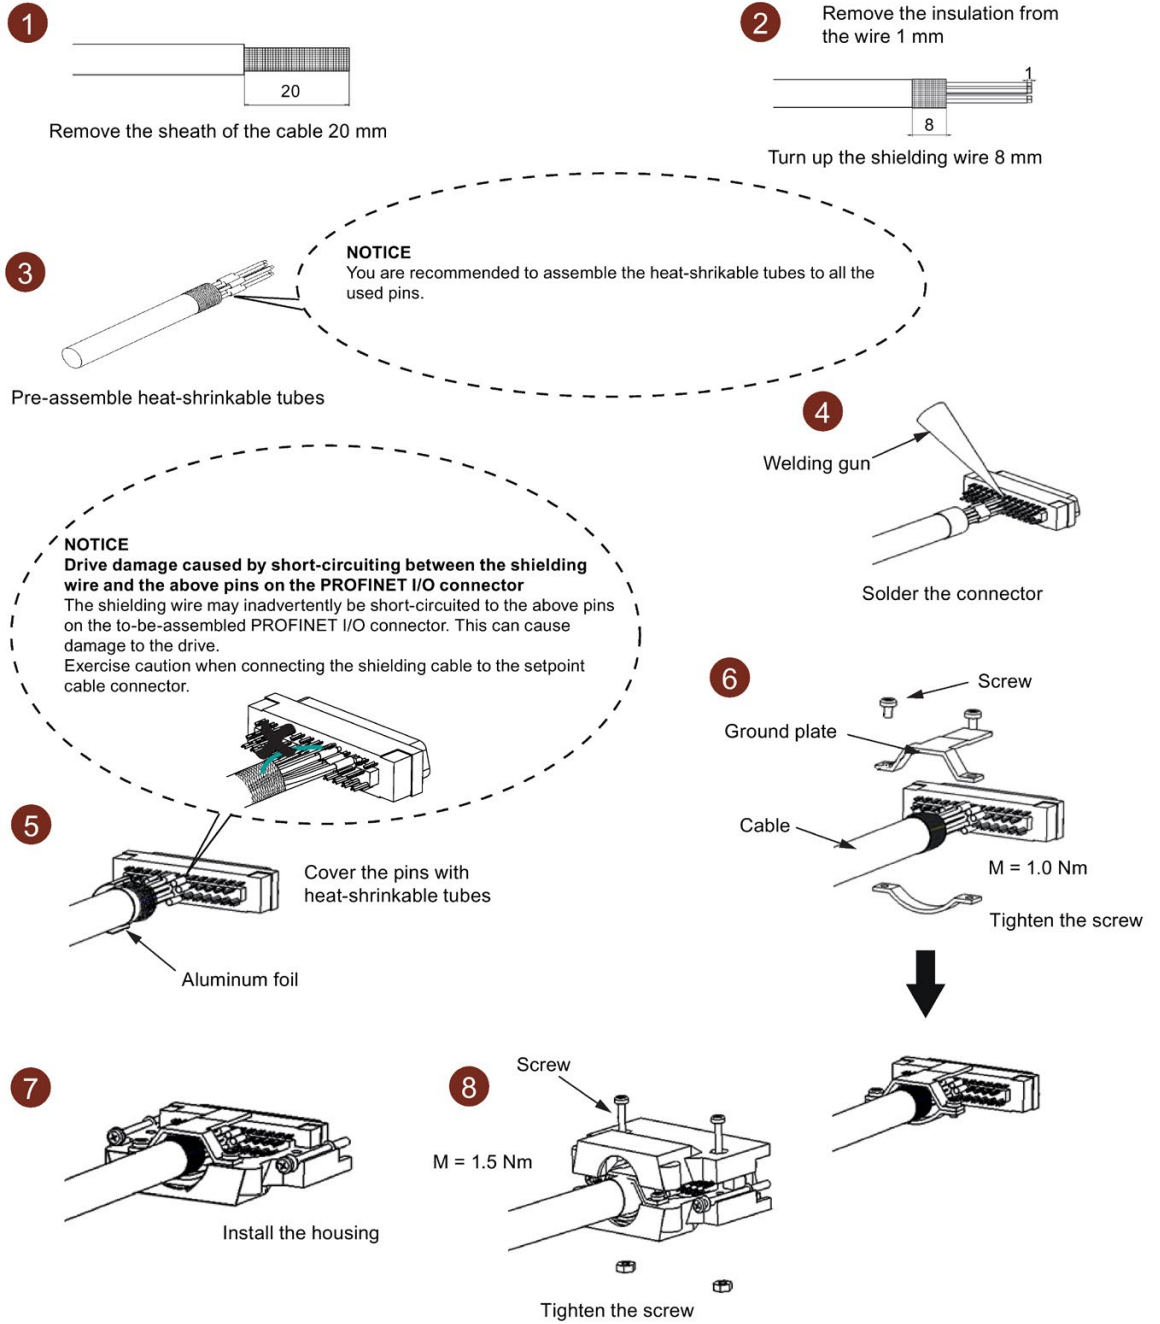 1
20
Remove the sheath of the cable 20 mm
2
Remove the insulation from
the wire 1 mm
1
8
Turn up the shielding wire 8 mm
3
NOTICE
You are recommended to assemble the heat-shrikable tubes to all the
used pins.
Pre-assemble heat-shrinkable tubes
4
Welding gun
Solder the connector
NOTICE
Drive damage caused by short-circuiting between the shielding
wire and the above pins on the PROFINET I/O connector
The shielding wire may inadvertently be short-circuited to the above pins
on the to-be-assembled PROFINET I/O connector. This can cause
damage to the drive.
Exercise caution when connecting the shielding cable to the setpoint
cable connector.
5
Cover the pins with
heat-shrinkable tubes
Aluminum foil
6
Screw
Ground plate
Cable
M = 1.0 Nm
Tighten the screw
7
Install the housing
8
Screw
M = 1.5 Nm
Tighten the screw